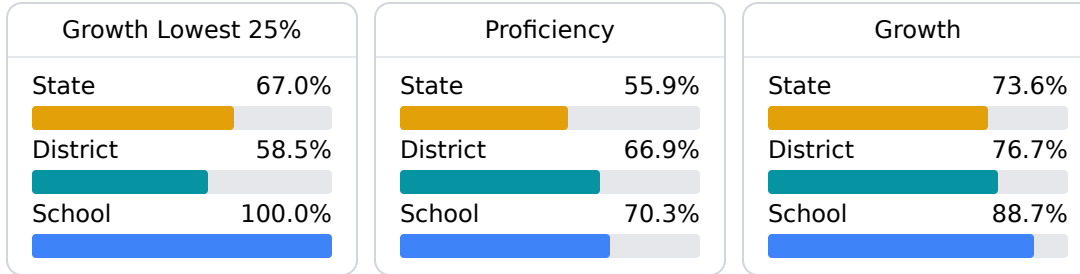 Growth Lowest 25%
State 67.0%
District 58.5%
School 100.0%
Proficiency
State 55.9%
District 66.9%
School 70.3%
Growth
State 73.6%
District 76.7%
School 88.7%